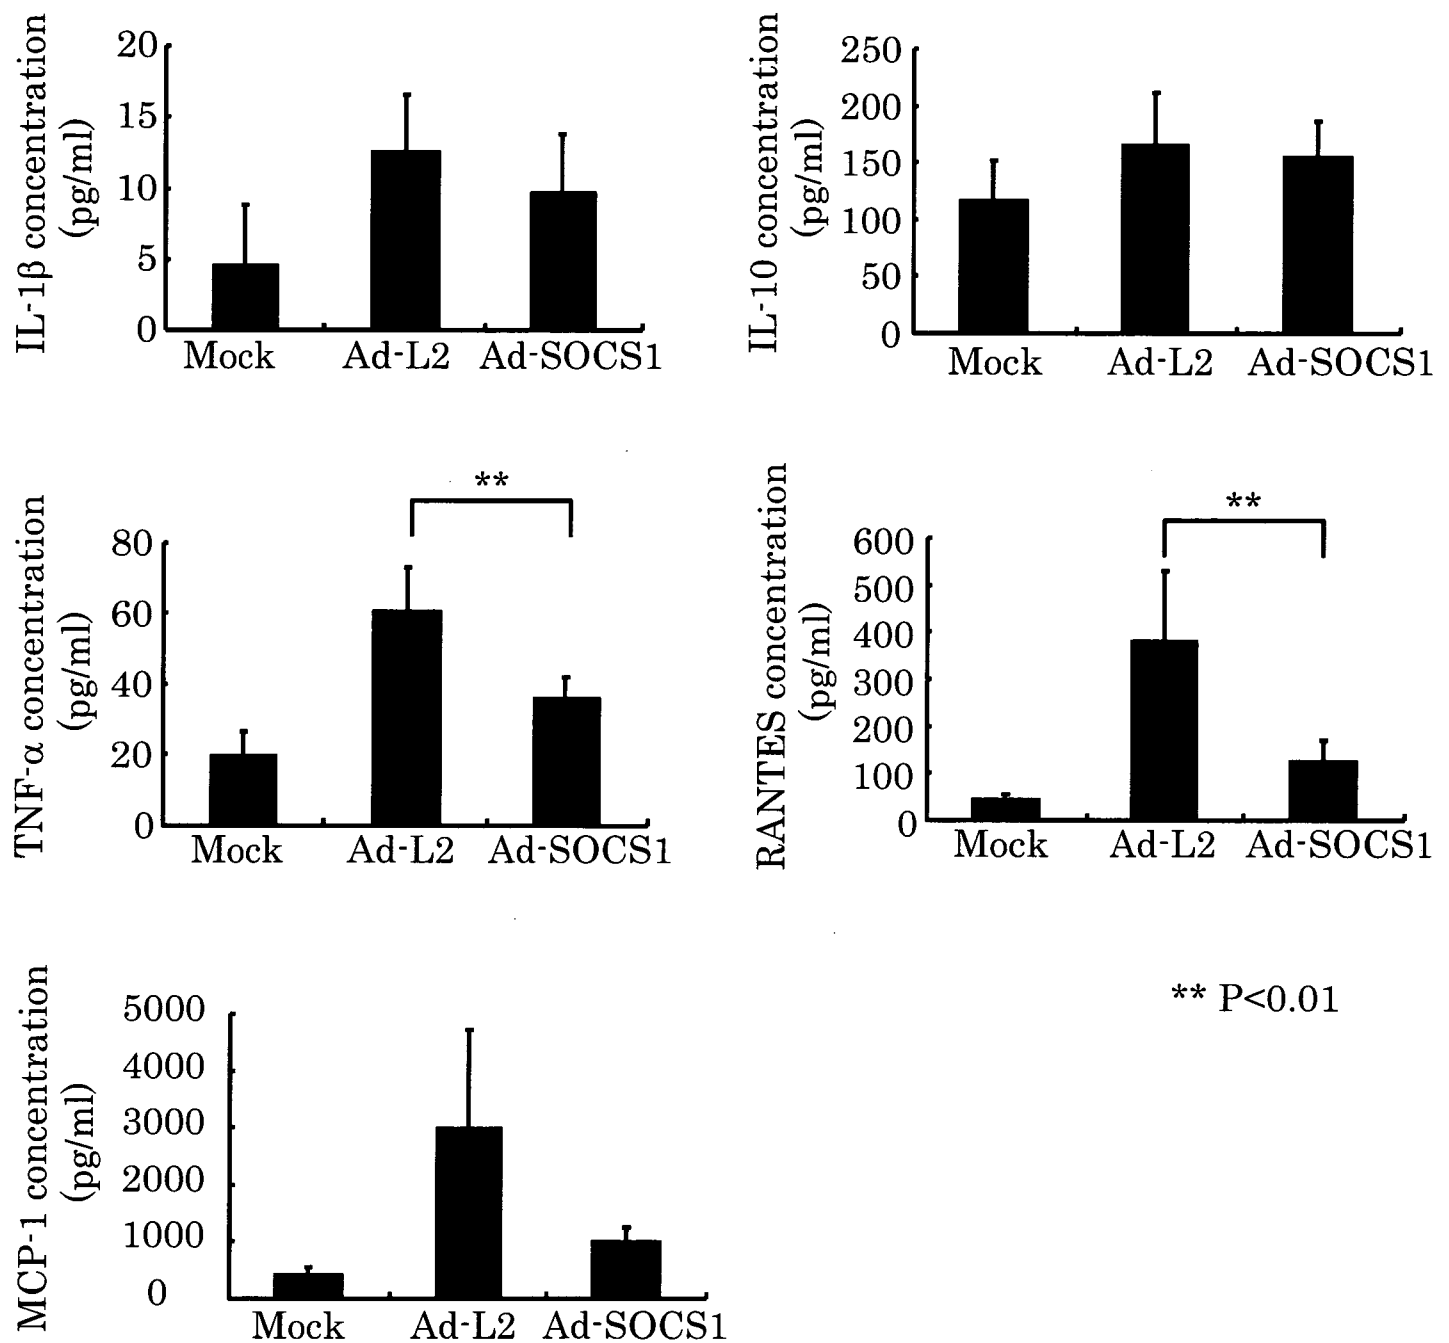 IL-1β concentration
(pg/ml)
20
15
10
5
0
Mock Ad-L2 Ad-SOCS1
IL-10 concentration
(pg/ml)
250
200
150
100
50
0
Mock Ad-L2 Ad-SOCS1
TNF-α concentration
(pg/ml)
**
80
60
40
20
0
Mock Ad-L2 Ad-SOCS1
RANTES concentration
(pg/ml)
**
600
500
400
300
200
100
0
Mock Ad-L2 Ad-SOCS1
MCP-1 concentration
(pg/ml)
5000
4000
3000
2000
1000
0
Mock Ad-L2 Ad-SOCS1
** P<0.01